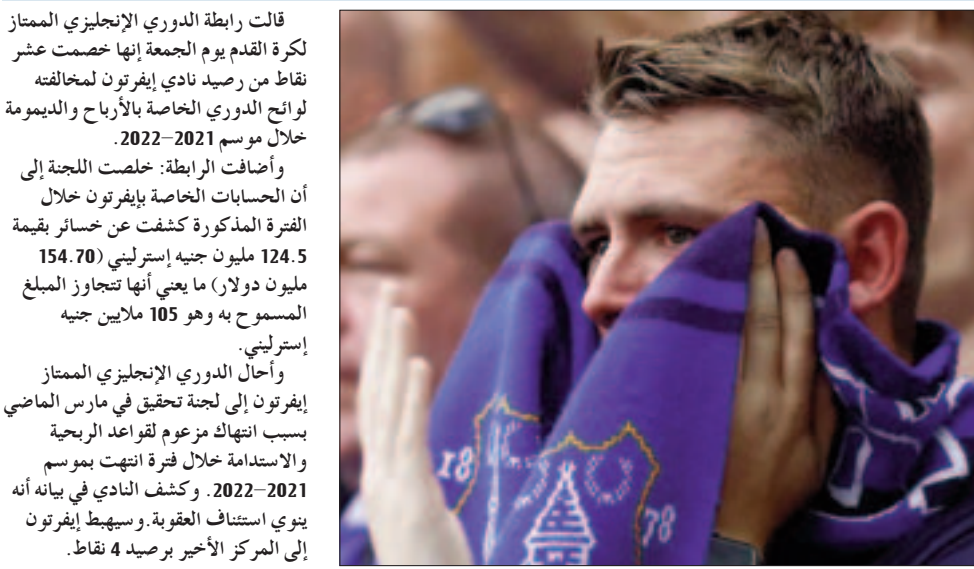 قالت رابطة الدوري الإنجليزي الممتاز
لكرة القدم يوم الجمعة إنها خصمت عشر
نقاط من رصيد نادي إيفرتون لمخالفته
لوائح الدوري الخاصة بالأرباح والديمومة
خلال موسم 2021–2022.
وأضافت الرابطة: خلصت اللجنة إلى
أن الحسابات الخاصة بإيفرتون خلال
الفترة المذكورة كشفت عن خسائر بقيمة
124.5 مليون جنيه إسترليني (154.70
مليون دولار) ما يعني أنها تتجاوز المبلغ
المسموح به وهو 105 ملايين جنيه
إسترليني.
وأحال الدوري الإنجليزي الممتاز
إيفرتون إلى لجنة تحقيق في مارس الماضي
بسبب انتهاك مزعوم لقواعد الربحية
والاستدامة خلال فترة انتهت بموسم
2021–2022. وكشف النادي في بيانه أنه
ينوي استئناف العقوبة.وسيهبط إيفرتون
إلى المركز الأخير برصيد 4 نقاط.
18
78